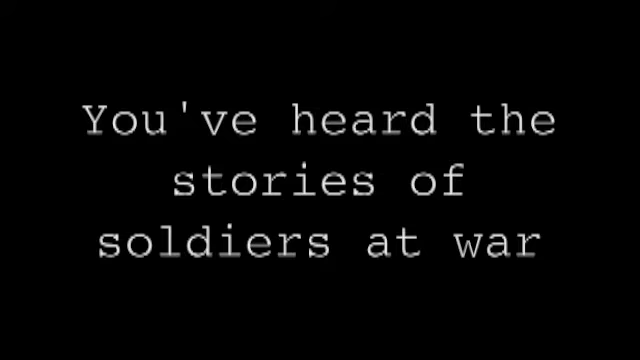 You've heard the
stories of
soldiers at war